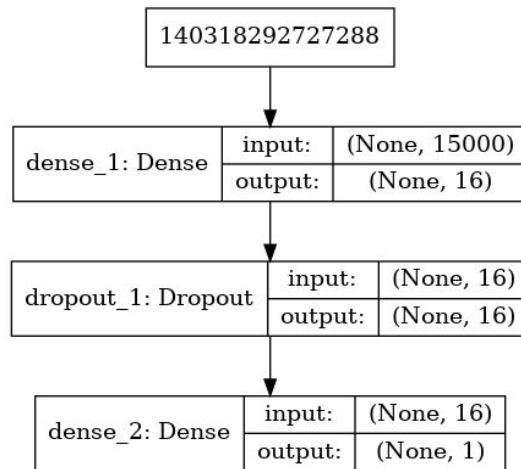 140318292727288
dense_1: Dense
input:
(None, 15000)
output:
(None, 16)
dropout_1: Dropout
input:
(None, 16)
output:
(None, 16)
dense_2: Dense
input:
(None, 16)
output:
(None, 1)